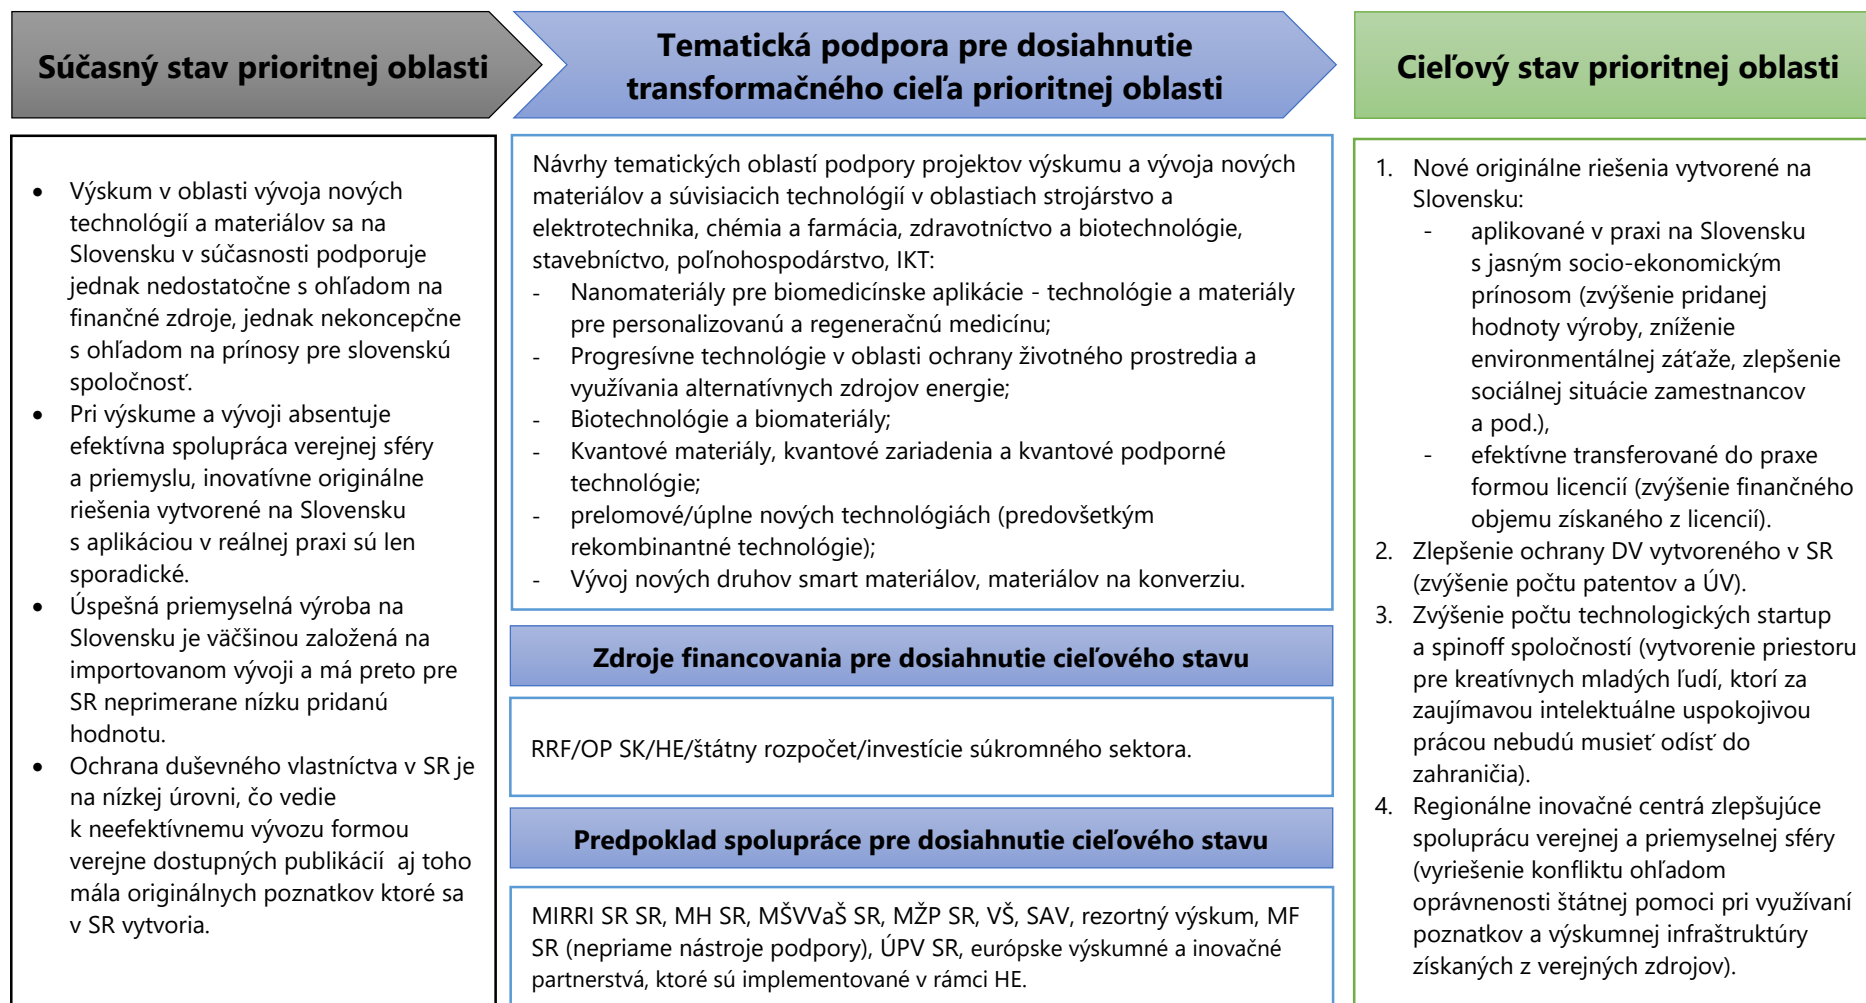 Súčasný stav prioritnej oblasti
Výskum v oblasti vývoja nových
technológií a materiálov sa na
Slovensku v súčasnosti podporuje
jednak nedostatočne s ohľadom na
finančné zdroje, jednak nekoncepčne
s ohľadom na prínosy pre slovenskú
spoločnosť.
Pri výskume a vývoji absentuje
efektívna spolupráca verejnej sféry
a priemyslu, inovatívne originálne
riešenia vytvorené na Slovensku
s aplikáciou v reálnej praxi sú len
sporadické.
Úspešná priemyselná výroba na
Slovensku je väčšinou založená na
importovanom vývoji a má preto pre
SR neprimerane nízku pridanú
hodnotu.
Ochrana duševného vlastníctva v SR je
na nízkej úrovni, čo vedie
k neefektívnemu vývozu formou
verejne dostupných publikácií aj toho
mála originálnych poznatkov ktoré sa
v SR vytvoria.
Tematická podpora pre dosiahnutie
transformačného cieľa prioritnej oblasti
Návrhy tematických oblastí podpory projektov výskumu a vývoja nových
materiálov a súvisiacich technológií v oblastiach strojárstvo a
elektrotechnika, chémia a farmácia, zdravotníctvo a biotechnológie,
stavebníctvo, poľnohospodárstvo, IKT:
- Nanomateriály pre biomedicínske aplikácie - technológie a materiály
pre personalizovanú a regeneračnú medicínu;
- Progresívne technológie v oblasti ochrany životného prostredia a
využívania alternatívnych zdrojov energie;
- Biotechnológie a biomateriály;
- Kvantové materiály, kvantové zariadenia a kvantové podporné
technológie;
- prelomové/úplne nových technológiách (predovšetkým
rekombinantné technológie);
- Vývoj nových druhov smart materiálov, materiálov na konverziu.
Zdroje financovania pre dosiahnutie cieľového stavu
RRF/OP SK/HE/štátny rozpočet/investície súkromného sektora.
Predpoklad spolupráce pre dosiahnutie cieľového stavu
MIRRI SR SR, MH SR, MŠVVaŠ SR, MŽP SR, VŠ, SAV, rezortný výskum, MF
SR (nepriame nástroje podpory), ÚPV SR, európske výskumné a inovačné
partnerstvá, ktoré sú implementované v rámci HE.
Cieľový stav prioritnej oblasti
1. Nové originálne riešenia vytvorené na
Slovensku:
- aplikované v praxi na Slovensku
s jasným socio-ekonomickým
prínosom (zvýšenie pridanej
hodnoty výroby, zníženie
environmentálnej záťaže, zlepšenie
sociálnej situácie zamestnancov
a pod.),
- efektívne transferované do praxe
formou licencií (zvýšenie finančného
objemu získaného z licencií).
2. Zlepšenie ochrany DV vytvoreného v SR
(zvýšenie počtu patentov a ÚV).
3. Zvýšenie počtu technologických startup
a spinoff spoločností (vytvorenie priestoru
pre kreatívnych mladých ľudí, ktorí za
zaujímavou intelektuálne uspokojivou
prácou nebudú musieť odísť do
zahraničia).
4. Regionálne inovačné centrá zlepšujúce
spoluprácu verejnej a priemyselnej sféry
(vyriešenie konfliktu ohľadom
oprávnenosti štátnej pomoci pri využívaní
poznatkov a výskumnej infraštruktúry
získaných z verejných zdrojov).